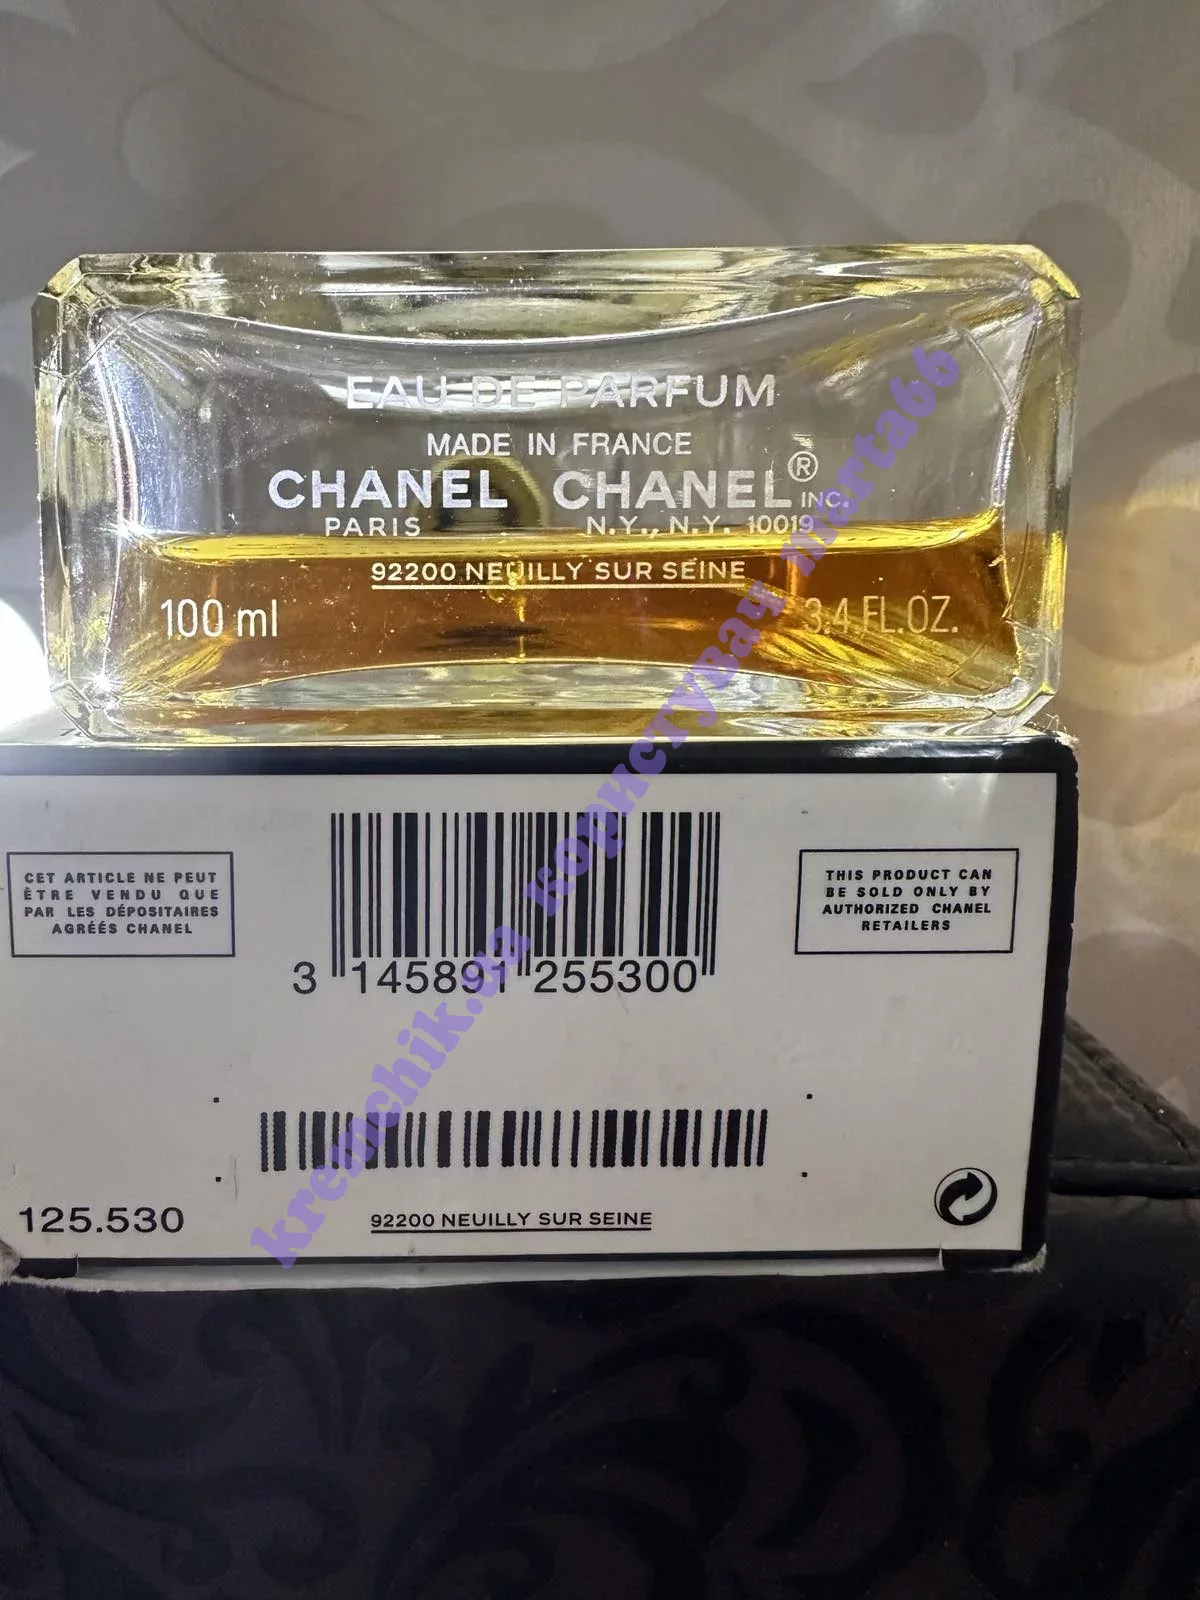 EAU DE PARFUM
MADE IN FRANCE
CHANEL CHANEL® INC.
PARIS N.Y., N.Y. 10019
92200 NEUILLY SUR SEINE
100 ml 3.4 FL.OZ.
CET ARTICLE NE PEUT
ÊTRE VENDU QUE
PAR LES DÉPOSITAIRES
AGRÉÉS CHANEL
THIS PRODUCT CAN
BE SOLD ONLY BY
AUTHORIZED CHANEL
RETAILERS
3 145891 255300
125.530
92200 NEUILLY SUR SEINE
kremchik.ua користувач marta66